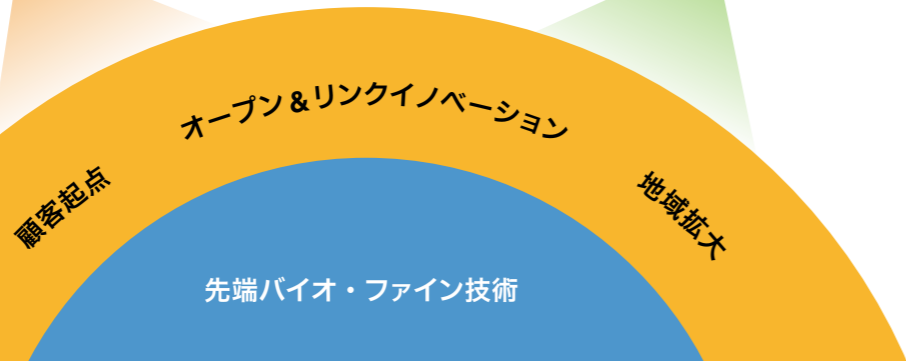 顧客起点
オープン&リンクイノベーション
地域拡大
先端バイオ・ファイン技術